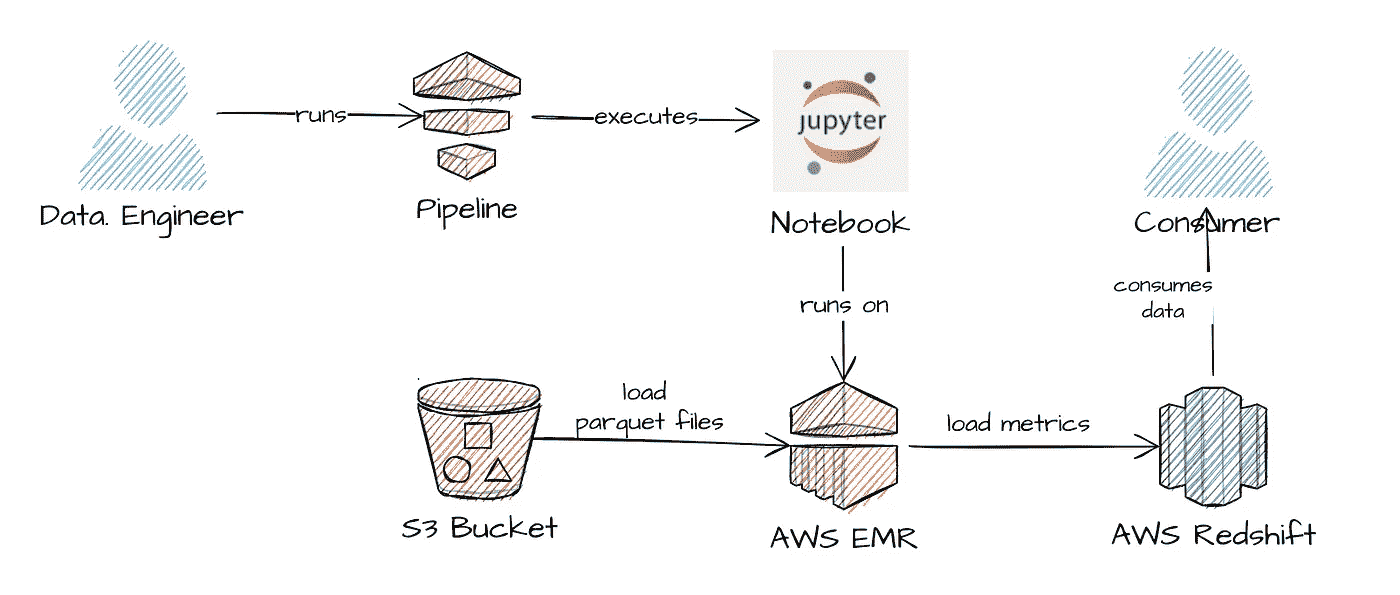 runs
executes
jupyter
Data. Engineer
Pipeline
Notebook
Consumer
consumes
data
runs on
load
parquet files
load metrics
S3 Bucket
AWS EMR
AWS Redshift